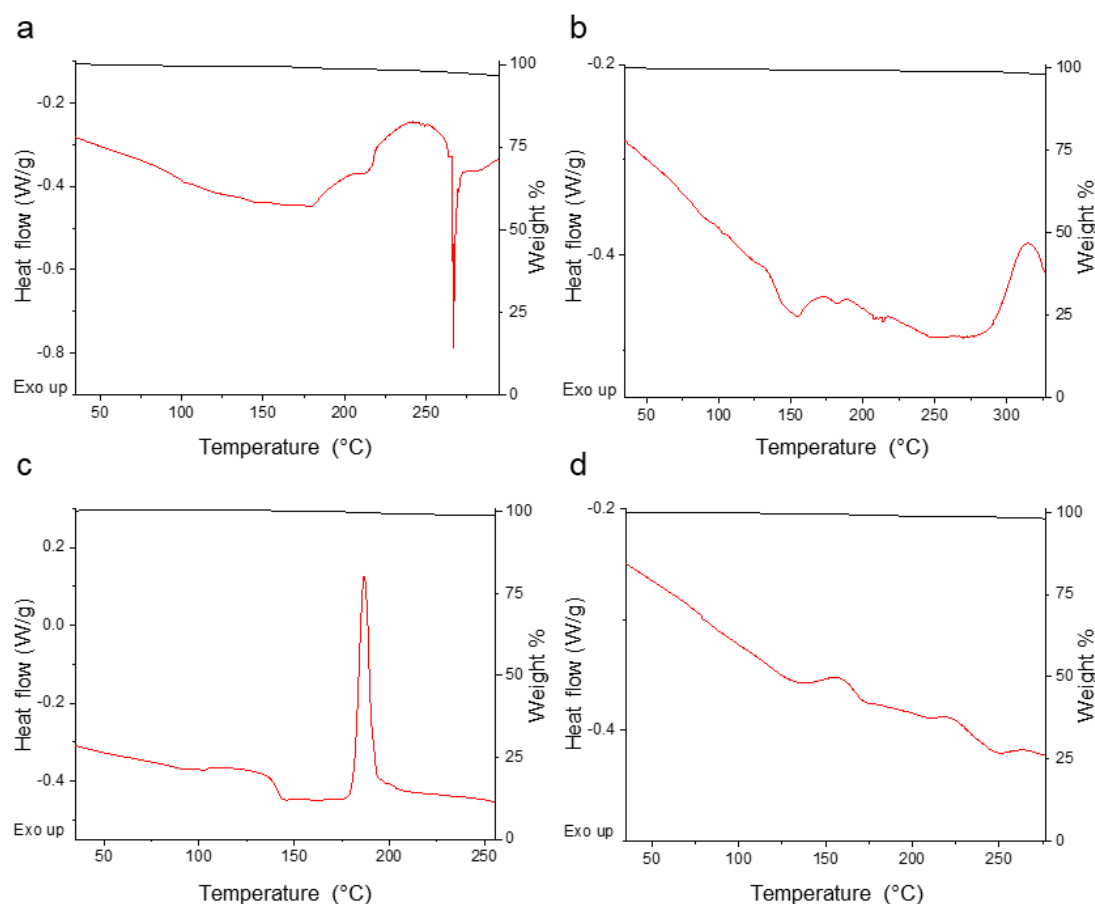 a
-0.2
-0.4
-0.6
-0.8
Heat flow (W/g)
100
75
50
25
0
Weight %
Exo up
50 100 150 200 250
Temperature (°C)
b
-0.2
-0.4
Heat flow (W/g)
100
75
50
25
0
Weight %
Exo up
50 100 150 200 250 300
Temperature (°C)
c
0.2
0.0
-0.2
-0.4
Heat flow (W/g)
100
75
50
25
0
Weight %
Exo up
50 100 150 200 250
Temperature (°C)
d
-0.2
-0.4
Heat flow (W/g)
100
75
50
25
0
Weight %
Exo up
50 100 150 200 250
Temperature (°C)